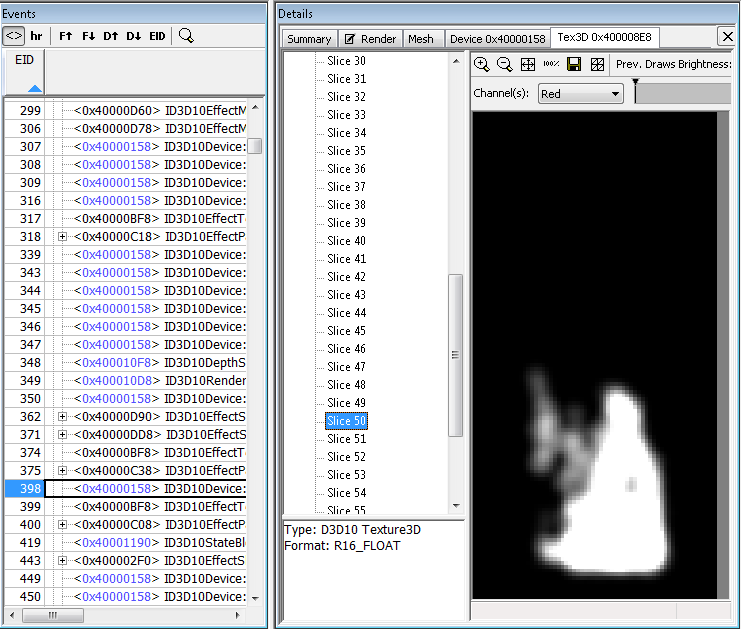 Events
<> hr F↑ F↓ D↑ D↓ EID
EID
299 <0x40000D60> ID3D10EffectM
306 <0x40000D78> ID3D10EffectM
307 <0x40000158> ID3D10Device:
308 <0x40000158> ID3D10Device:
309 <0x40000158> ID3D10Device:
316 <0x40000158> ID3D10Device:
317 <0x40000BF8> ID3D10EffectT
318 <0x40000C18> ID3D10EffectP
339 <0x40000158> ID3D10Device:
343 <0x40000158> ID3D10Device:
344 <0x40000158> ID3D10Device:
345 <0x40000158> ID3D10Device:
346 <0x40000158> ID3D10Device:
347 <0x40000158> ID3D10Device:
348 <0x400010F8> ID3D10DepthS
349 <0x400010D8> ID3D10Render
350 <0x40000158> ID3D10Device:
362 <0x40000D90> ID3D10EffectS
371 <0x40000DD8> ID3D10EffectS
374 <0x40000BF8> ID3D10EffectT
375 <0x40000C38> ID3D10EffectP
398 <0x40000158> ID3D10Device:
399 <0x40000BF8> ID3D10EffectT
400 <0x40000C08> ID3D10EffectP
419 <0x40001190> ID3D10StateBl
443 <0x400002F0> ID3D10EffectS
449 <0x40000158> ID3D10Device:
450 <0x40000158> ID3D10Device:
Details
Summary Render Mesh Device 0x40000158 Tex3D 0x400008E8
Slice 30
Slice 31
Slice 32
Slice 33
Slice 34
Slice 35
Slice 36
Slice 37
Slice 38
Slice 39
Slice 40
Slice 41
Slice 42
Slice 43
Slice 44
Slice 45
Slice 46
Slice 47
Slice 48
Slice 49
Slice 50
Slice 51
Slice 52
Slice 53
Slice 54
Slice 55
Type: D3D10 Texture3D
Format: R16_FLOAT
100% Prev. Draws Brightness:
Channel(s): Red